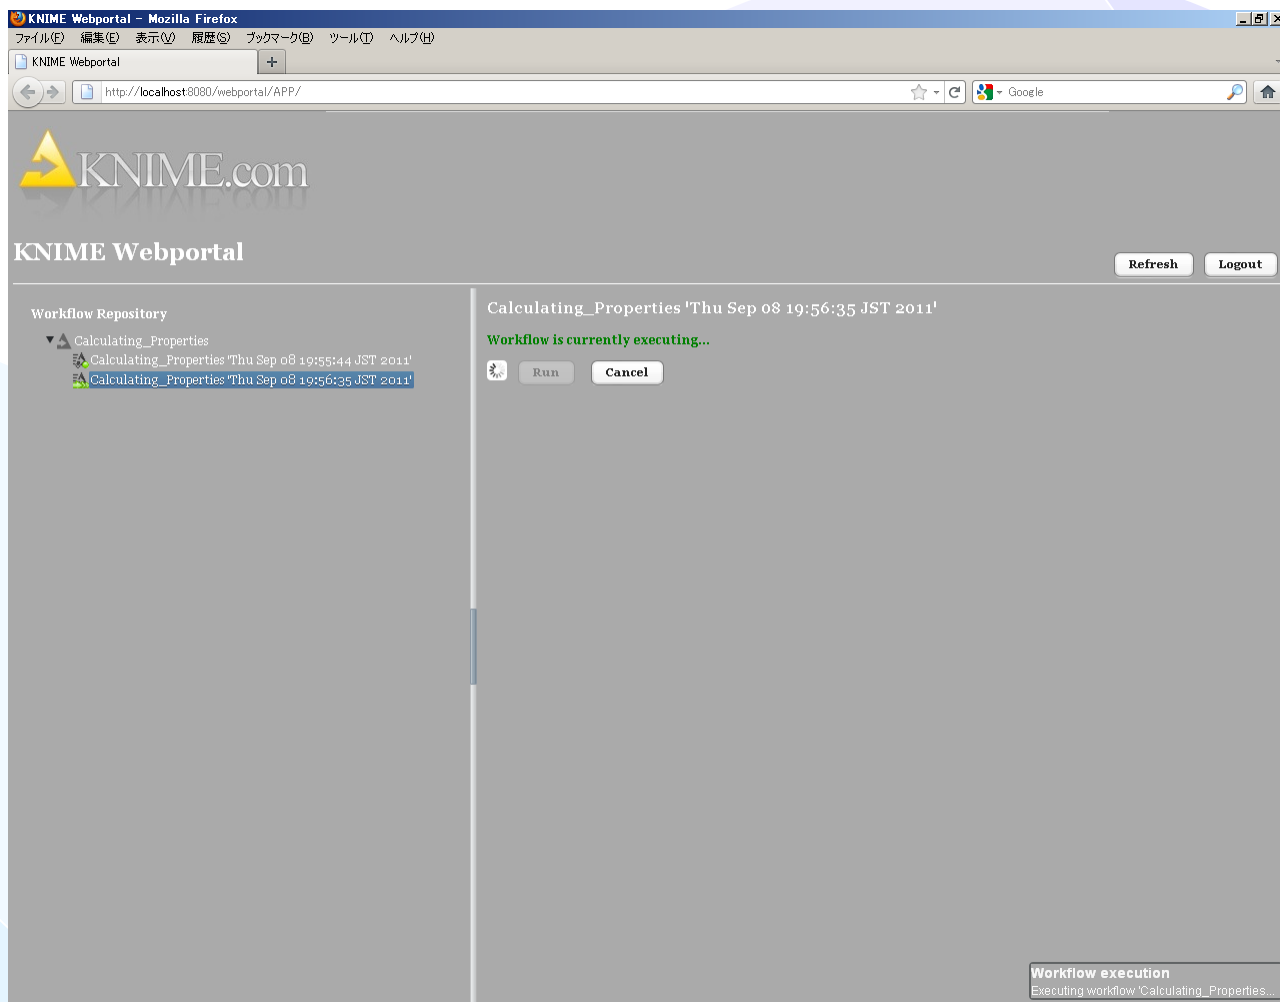 KNIME Webportal - Mozilla Firefox
ファイル(F) 編集(E) 表示(V) 履歴(S) ブックマーク(B) ツール(T) ヘルプ(H)
KNIME Webportal
http://localhost:8080/webportal/APP/
Google
KNIME.com
KNIME Webportal
Refresh Logout
Workflow Repository
Calculating_Properties
Calculating_Properties 'Thu Sep 08 19:55:44 JST 2011'
Calculating_Properties 'Thu Sep 08 19:56:35 JST 2011'
Calculating_Properties 'Thu Sep 08 19:56:35 JST 2011'
Workflow is currently executing...
Run Cancel
Workflow execution
Executing workflow 'Calculating_Properties...